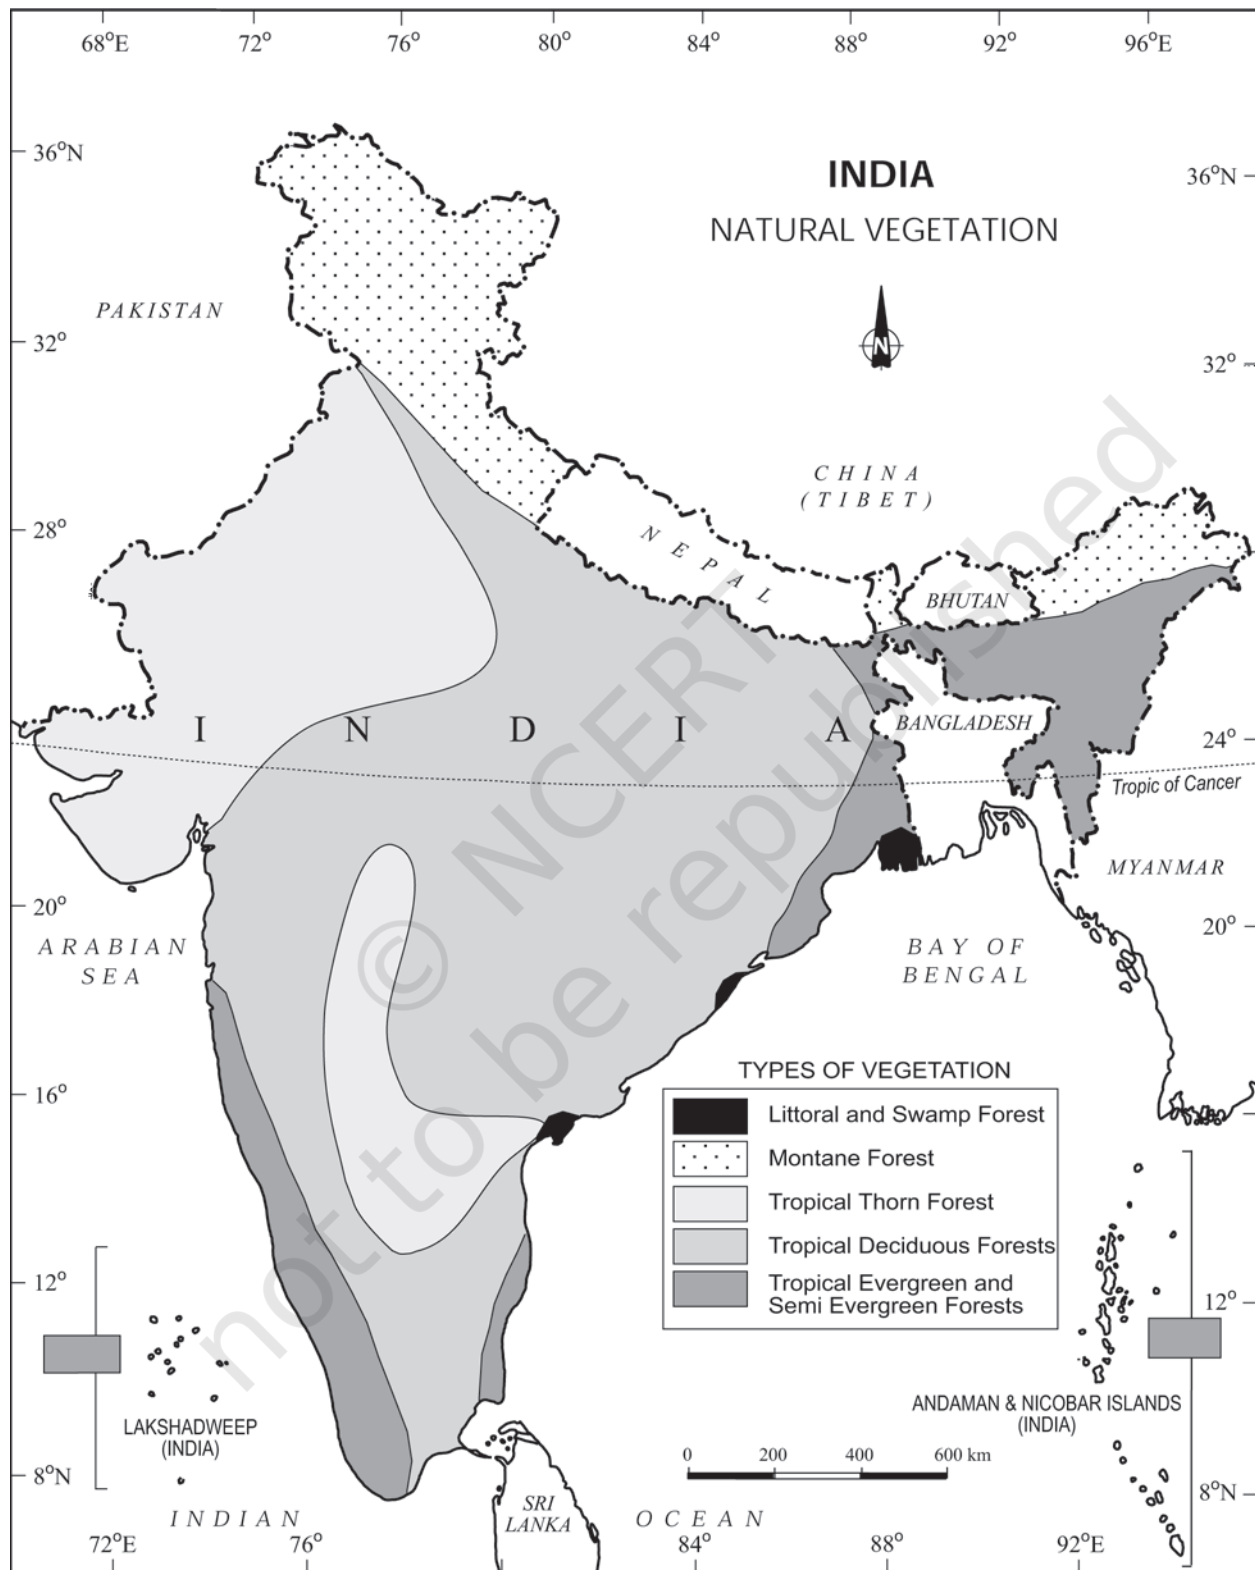 68°E 72° 76° 80° 84° 88° 92° 96°E
36°N
INDIA
36°N
NATURAL VEGETATION
PAKISTAN
N
32°
32°
CHINA
(TIBET)
28°
NEPAL
BHUTAN
INDIA
BANGLADESH
24°
Tropic of Cancer
MYANMAR
20°
20°
ARABIAN
SEA
BAY OF
BENGAL
© NCERT
not to be republished
16°
TYPES OF VEGETATION
Littoral and Swamp Forest
Montane Forest
Tropical Thorn Forest
Tropical Deciduous Forests
Tropical Evergreen and
Semi Evergreen Forests
12°
12°
LAKSHADWEEP
(INDIA)
ANDAMAN & NICOBAR ISLANDS
(INDIA)
0 200 400 600 km
8°N
8°N
SRI
LANKA
INDIAN OCEAN
72°E 76° 84° 88° 92°E